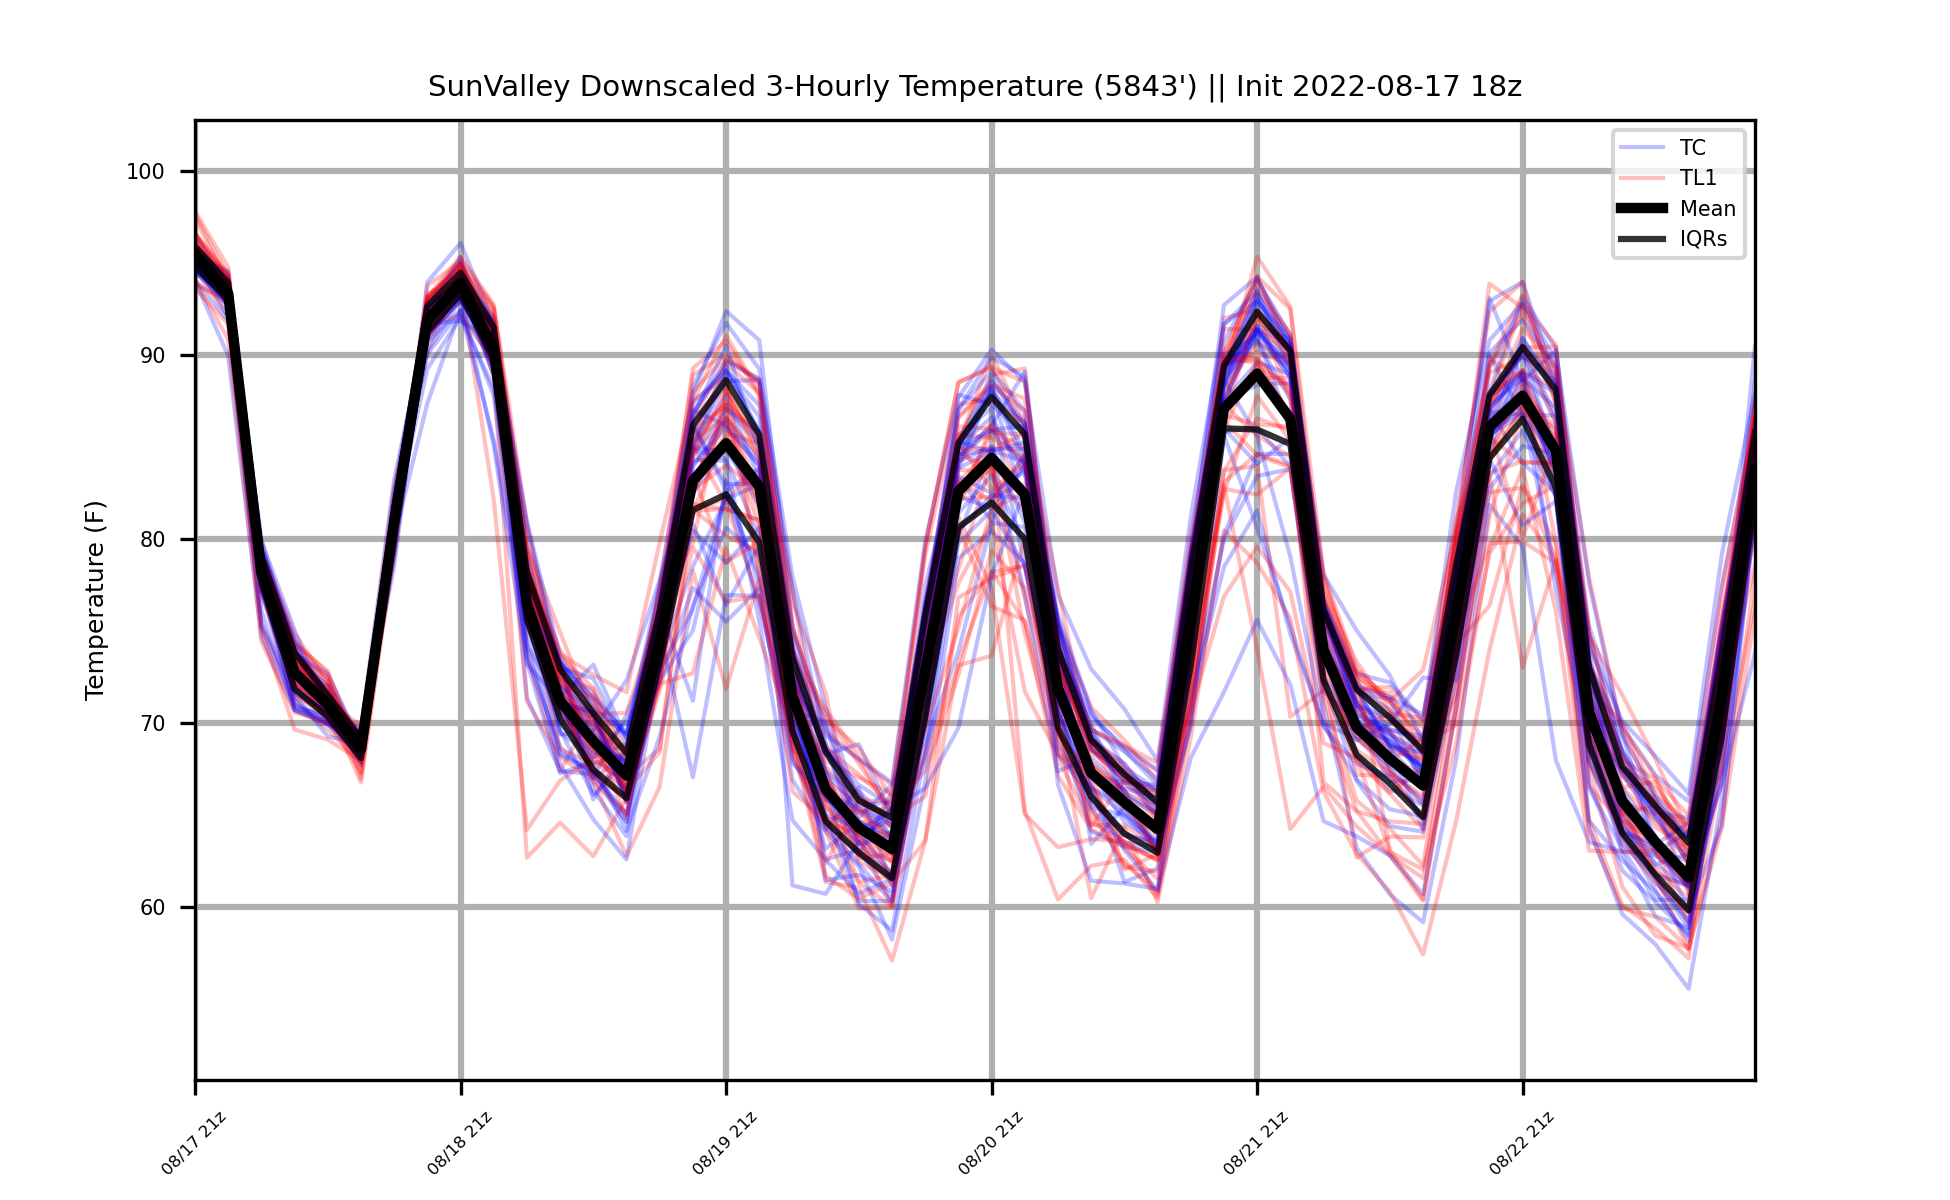 SunValley Downscaled 3-Hourly Temperature (5843') || Init 2022-08-17 18z
TC
TL1
Mean
IQRs
100
90
80
70
60
Temperature (F)
08/17 21z
08/18 21z
08/19 21z
08/20 21z
08/21 21z
08/22 21z